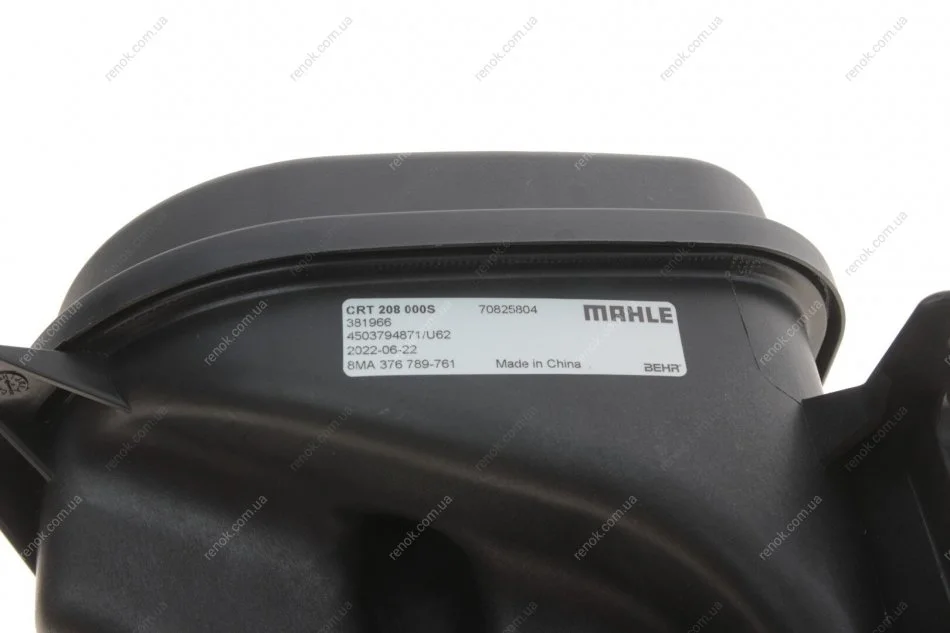 CRT 208 000S 70825804 MAHLE
381966
4503794871/U62
2022-06-22
8MA 376 789-761 Made in China BEHR
renok.com.ua